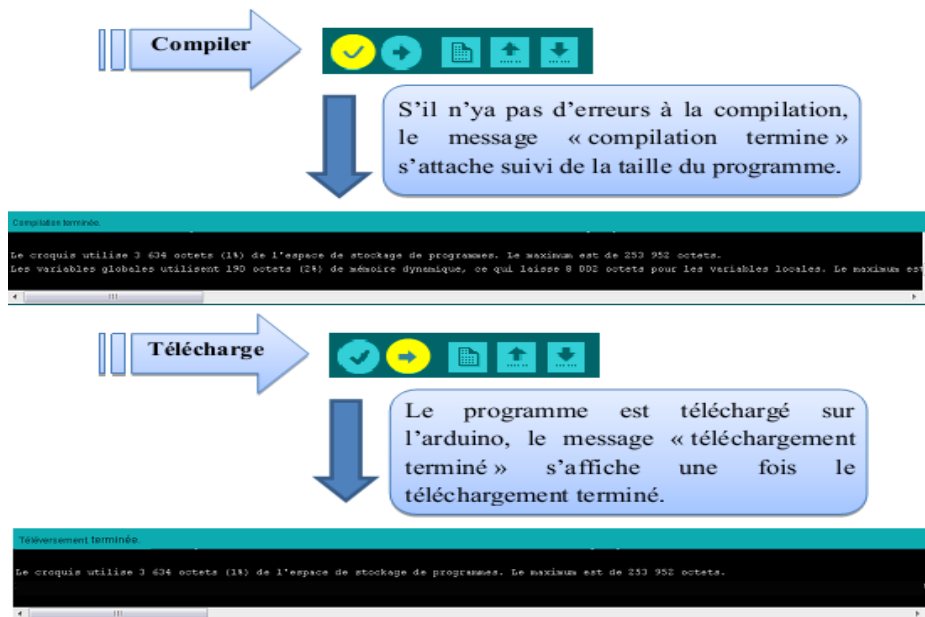 Compiler
S'il n'ya pas d'erreurs à la compilation,
le message « compilation termine »
s'attache suivi de la taille du programme.
Compilation terminée.
Le croquis utilise 3 634 octets (1%) de l'espace de stockage de programmes. Le maximum est de 253 952 octets.
Les variables globales utilisent 190 octets (2%) de mémoire dynamique, ce qui laisse 8 002 octets pour les variables locales. Le maximum est
Télécharge
Le programme est téléchargé sur
l'arduino, le message « téléchargement
terminé » s'affiche une fois le
téléchargement terminé.
Téléversement terminée.
Le croquis utilise 3 634 octets (1%) de l'espace de stockage de programmes. Le maximum est de 253 952 octets.